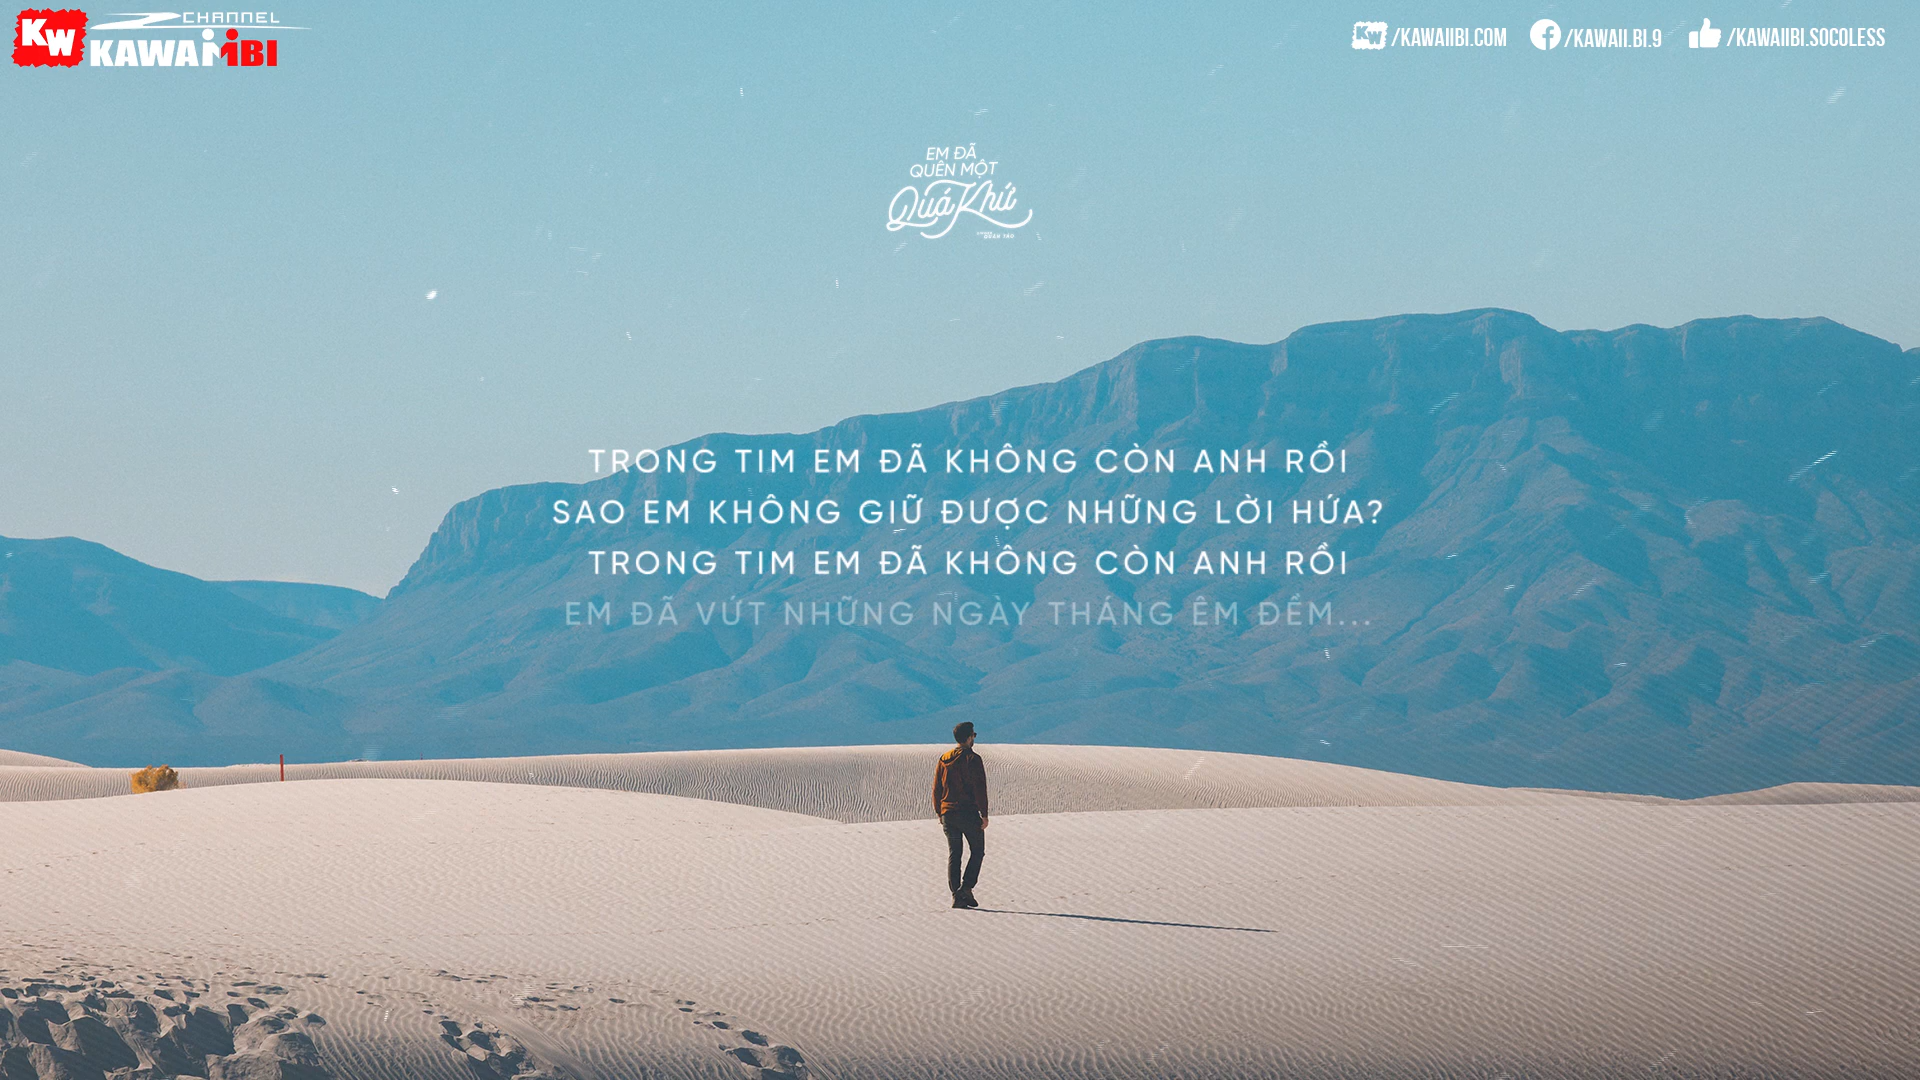 KW CHANNEL
KAWAIIBI
KW /KAWAIIBI.COM
/KAWAII.BI.9
/KAWAIIBI.SOCOLESS
EM ĐÃ
QUÊN MỘT
Quá Khứ
TRONG TIM EM ĐÃ KHÔNG CÒN ANH RỒI
SAO EM KHÔNG GIỮ ĐƯỢC NHỮNG LỜI HỨA?
TRONG TIM EM ĐÃ KHÔNG CÒN ANH RỒI
EM ĐÃ VỨT NHỮNG NGÀY THÁNG ÊM ĐỀM...